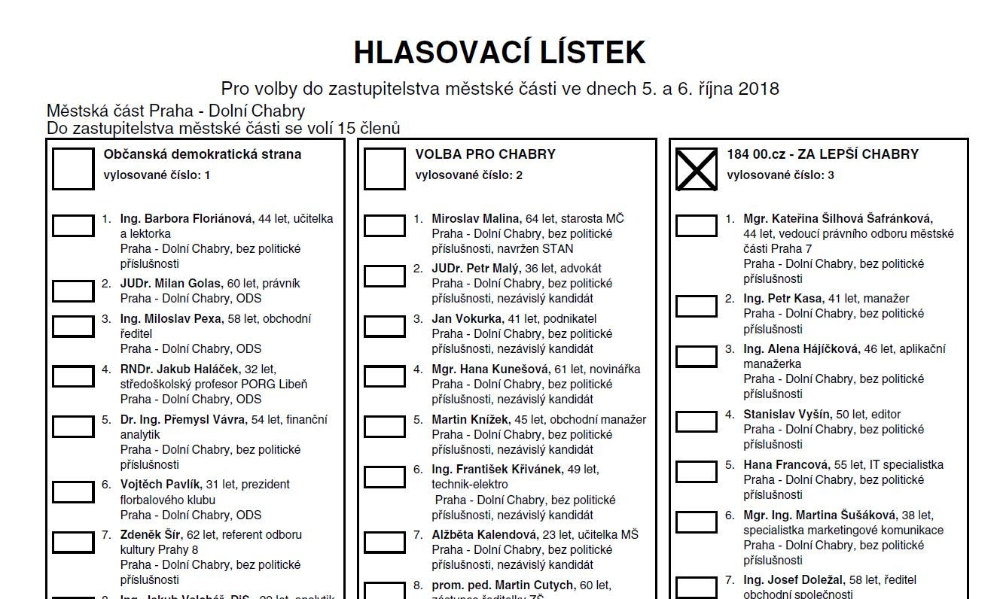 HLASOVACÍ LÍSTEK
Pro volby do zastupitelstva městské části ve dnech 5. a 6. října 2018
Městská část Praha - Dolní Chabry
Do zastupitelstva městské části se volí 15 členů
Občanská demokratická strana
vylosované číslo: 1
1. Ing. Barbora Floriánová, 44 let, učitelka
a lektorka
Praha - Dolní Chabry, bez politické
příslušnosti
2. JUDr. Milan Golas, 60 let, právník
Praha - Dolní Chabry, ODS
3. Ing. Miloslav Pexa, 58 let, obchodní
ředitel
Praha - Dolní Chabry, ODS
4. RNDr. Jakub Haláček, 32 let,
středoškolský profesor PORG Libeň
Praha - Dolní Chabry, ODS
5. Dr. Ing. Přemysl Vávra, 54 let, finanční
analytik
Praha - Dolní Chabry, bez politické
příslušnosti
6. Vojtěch Pavlík, 31 let, prezident
florbalového klubu
Praha - Dolní Chabry, ODS
7. Zdeněk Šír, 62 let, referent odboru
kultury Prahy 8
Praha - Dolní Chabry, bez politické
příslušnosti
VOLBA PRO CHABRY
vylosované číslo: 2
1. Miroslav Malina, 64 let, starosta MČ
Praha - Dolní Chabry, bez politické
příslušnosti, navržen STAN
2. JUDr. Petr Malý, 36 let, advokát
Praha - Dolní Chabry, bez politické
příslušnosti, nezávislý kandidát
3. Jan Vokurka, 41 let, podnikatel
Praha - Dolní Chabry, bez politické
příslušnosti, nezávislý kandidát
4. Mgr. Hana Kunešová, 61 let, novinářka
Praha - Dolní Chabry, bez politické
příslušnosti, nezávislý kandidát
5. Martin Knížek, 45 let, obchodní manažer
Praha - Dolní Chabry, bez politické
příslušnosti, nezávislý kandidát
6. Ing. František Křivánek, 49 let,
technik-elektro
Praha - Dolní Chabry, bez politické
příslušnosti, nezávislý kandidát
7. Alžběta Kalendová, 23 let, učitelka MŠ
Praha - Dolní Chabry, bez politické
příslušnosti, nezávislý kandidát
8. prom. ped. Martin Cutych, 60 let,
zástupce ředitelky ZŠ
184 00.cz - ZA LEPŠÍ CHABRY
vylosované číslo: 3
1. Mgr. Kateřina Šilhová Šafránková,
44 let, vedoucí právního odboru městské
části Praha 7
Praha - Dolní Chabry, bez politické
příslušnosti
2. Ing. Petr Kasa, 41 let, manažer
Praha - Dolní Chabry, bez politické
příslušnosti
3. Ing. Alena Hájíčková, 46 let, aplikační
manažerka
Praha - Dolní Chabry, bez politické
příslušnosti
4. Stanislav Vyšín, 50 let, editor
Praha - Dolní Chabry, bez politické
příslušnosti
5. Hana Francová, 55 let, IT specialistka
Praha - Dolní Chabry, bez politické
příslušnosti
6. Mgr. Ing. Martina Šušáková, 38 let,
specialistka marketingové komunikace
Praha - Dolní Chabry, bez politické
příslušnosti
7. Ing. Josef Doležal, 58 let, ředitel
obchodní společnosti